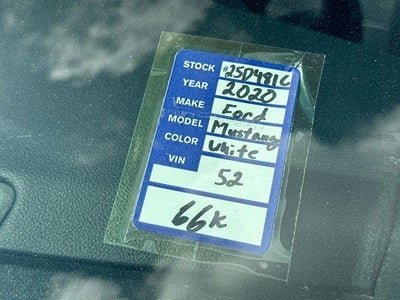 STOCK #25D481C
YEAR 2020
MAKE Ford
MODEL Mustang
COLOR White
VIN 52
66K